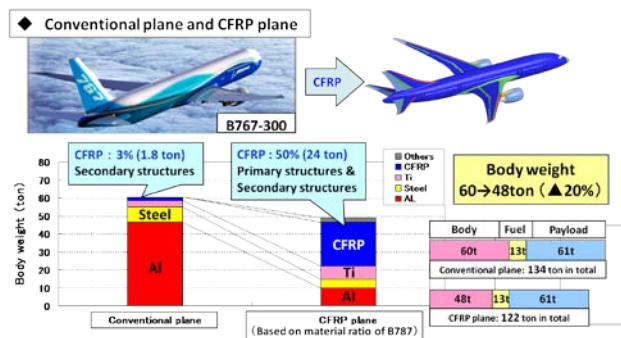 ◆ Conventional plane and CFRP plane
767
B767-300
CFRP
CFRP : 3% (1.8 ton)
Secondary structures
CFRP : 50% (24 ton)
Primary structures &
Secondary structures
Others
CFRP
Ti
Steel
AL
Body weight
60→48ton (▲20%)
Body weight (ton)
80
70
60
50
40
30
20
10
0
Steel
Al
CFRP
Ti
Al
Conventional plane
CFRP plane
(Based on material ratio of B787)
Body Fuel Payload
60t 13t 61t
Conventional plane: 134 ton in total
48t 13t 61t
CFRP plane: 122 ton in total